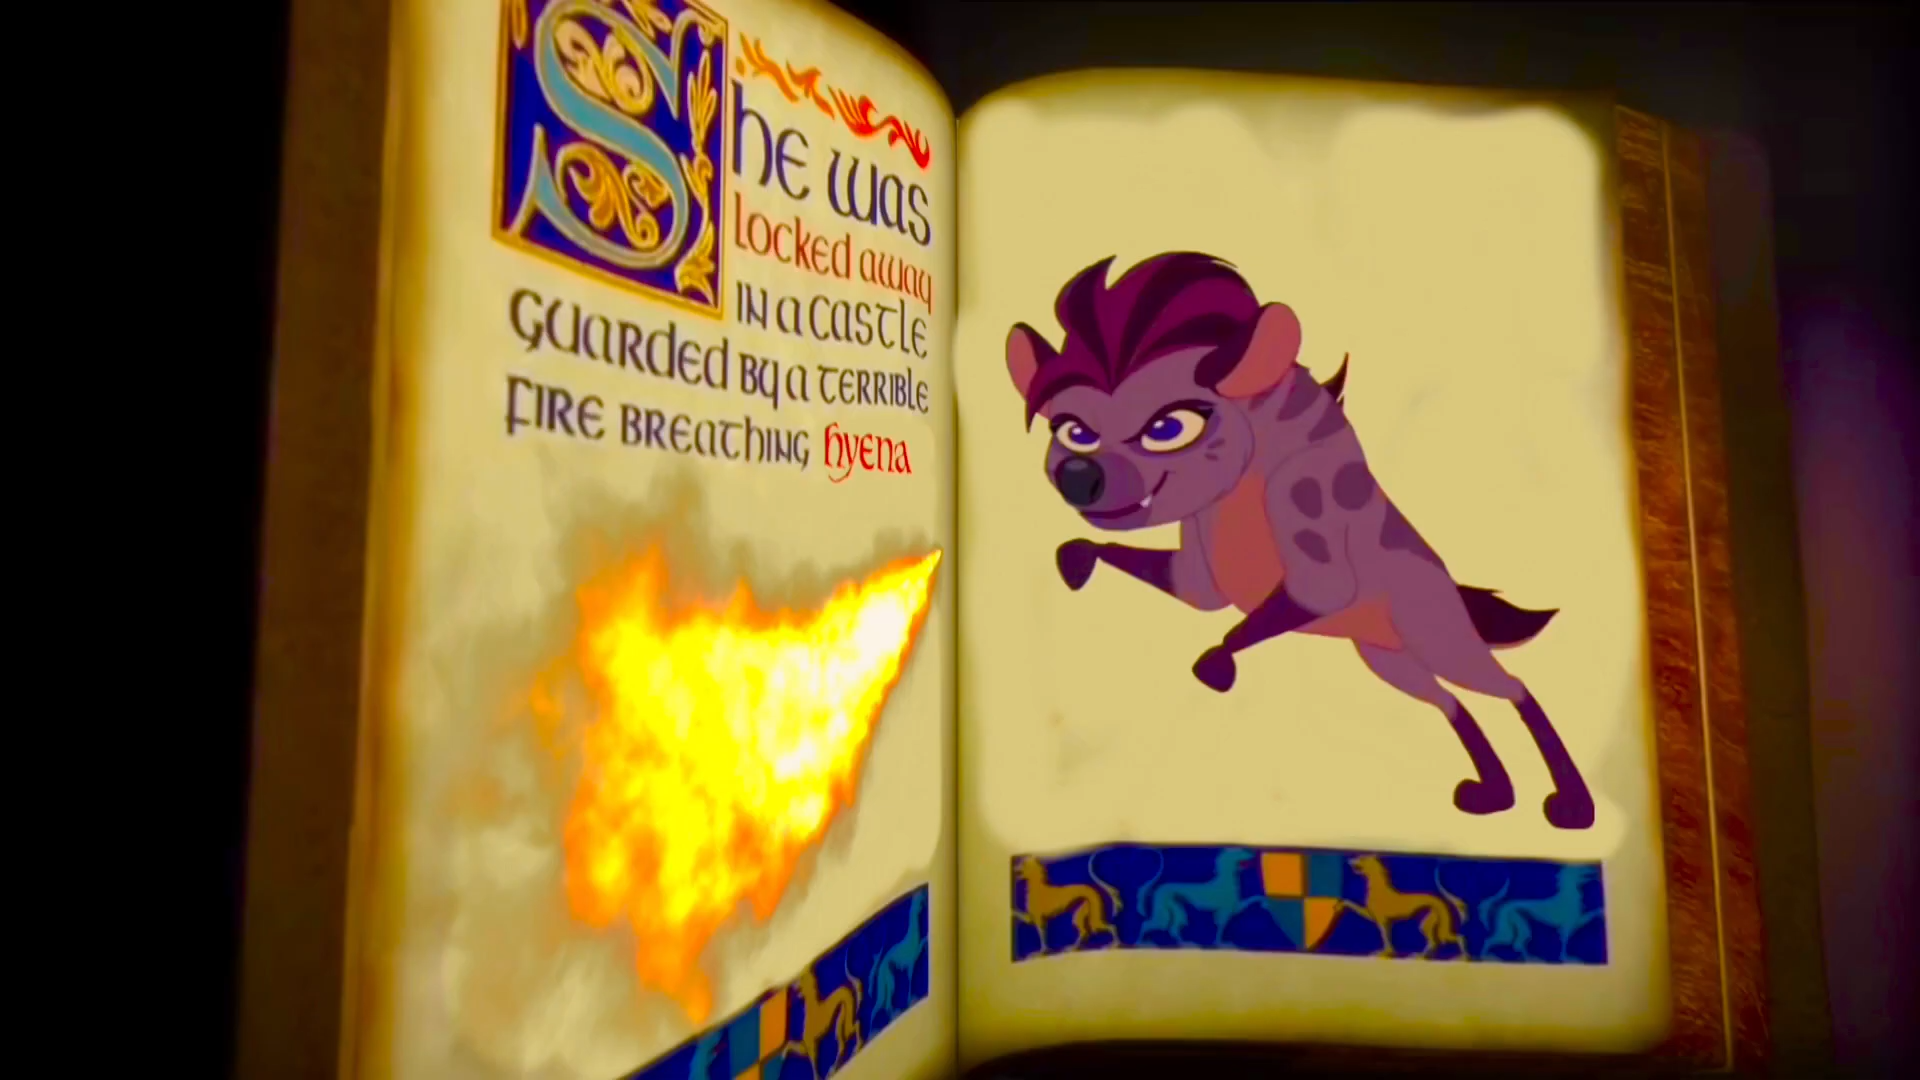 She was
locked away
in a castle
guarded by a terrible
fire breathing hyena